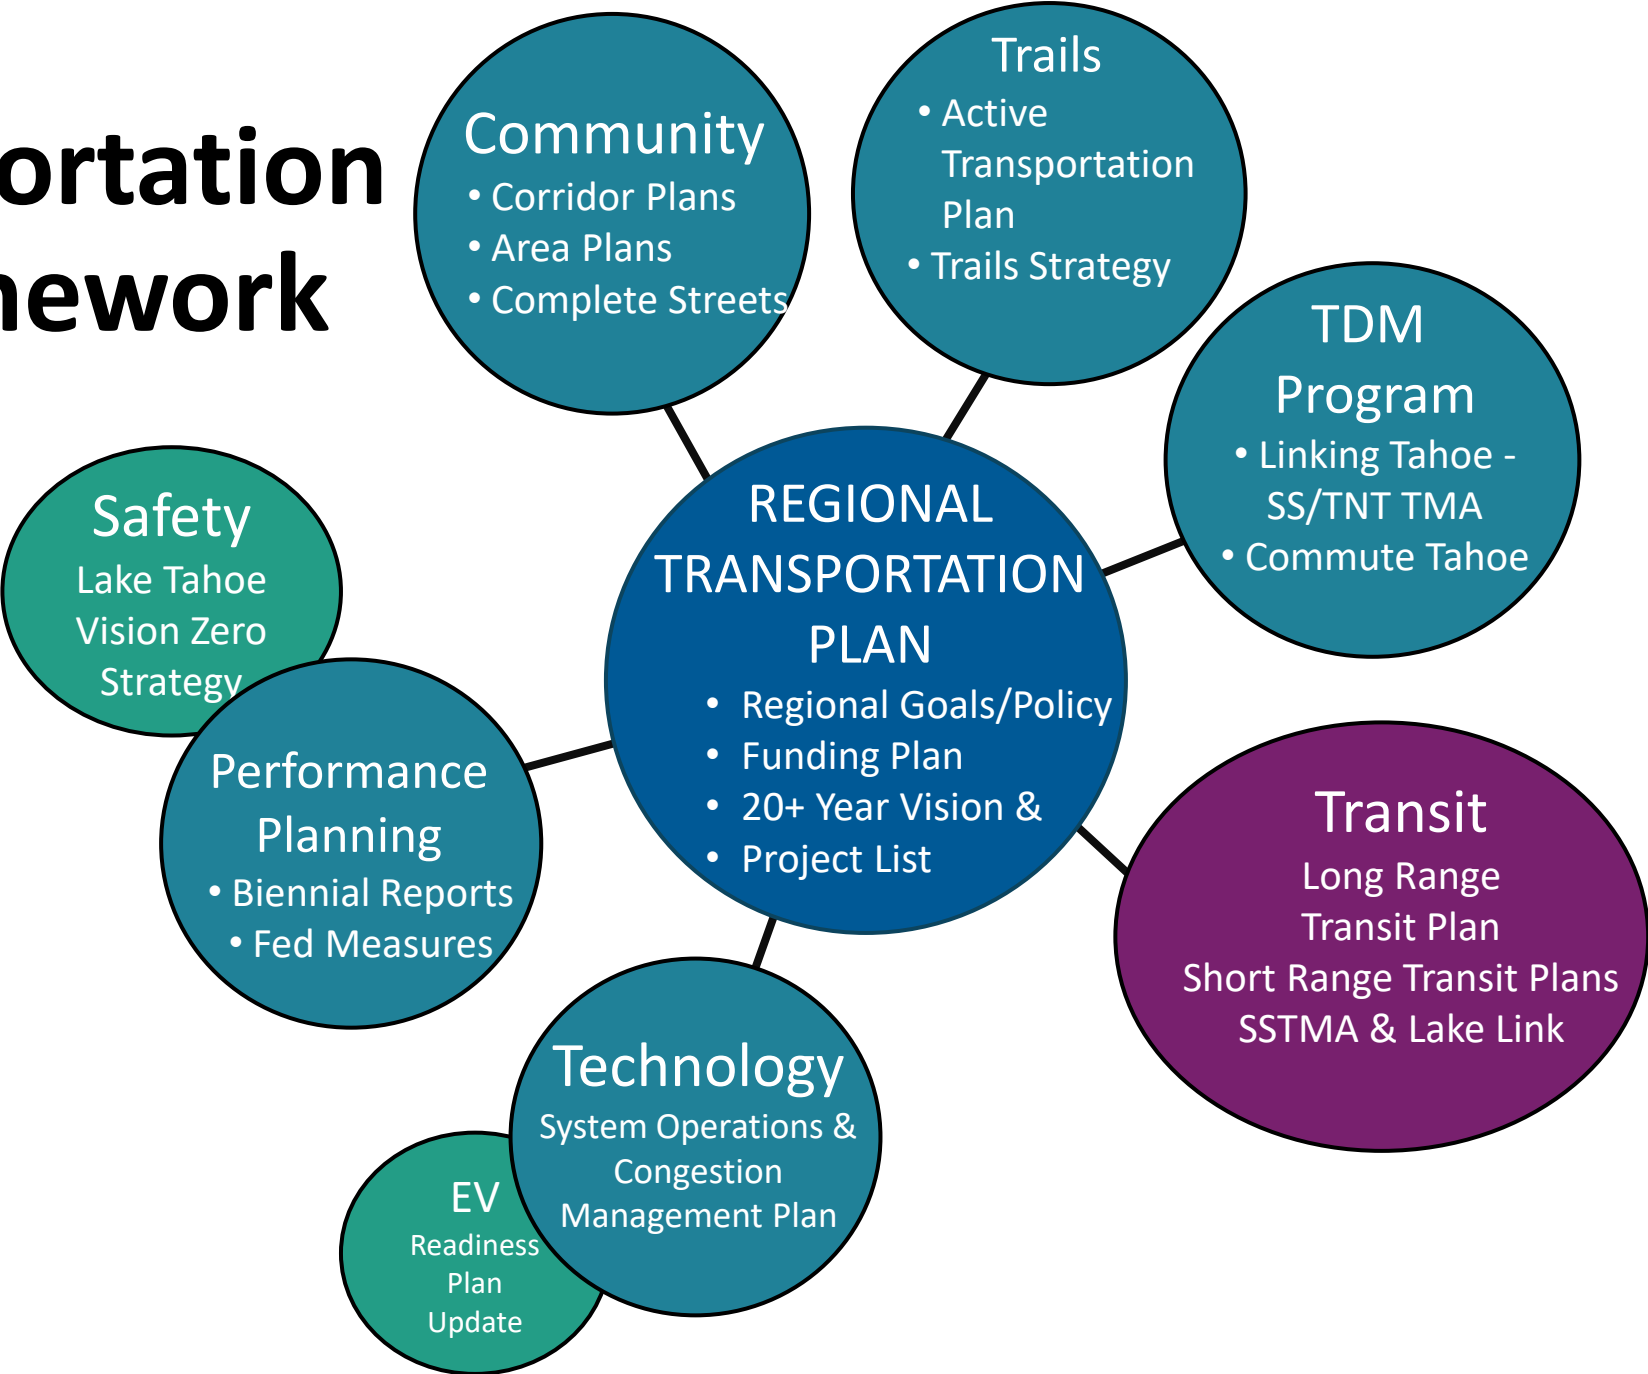 ortation
nework
Community
• Corridor Plans
• Area Plans
• Complete Streets
Trails
• Active
Transportation
Plan
• Trails Strategy
TDM
Program
• Linking Tahoe -
SS/TNT TMA
• Commute Tahoe
Safety
Lake Tahoe
Vision Zero
Strategy
REGIONAL
TRANSPORTATION
PLAN
• Regional Goals/Policy
• Funding Plan
• 20+ Year Vision &
• Project List
Performance
Planning
• Biennial Reports
• Fed Measures
Transit
Long Range
Transit Plan
Short Range Transit Plans
SSTMA & Lake Link
Technology
System Operations &
Congestion
Management Plan
EV
Readiness
Plan
Update